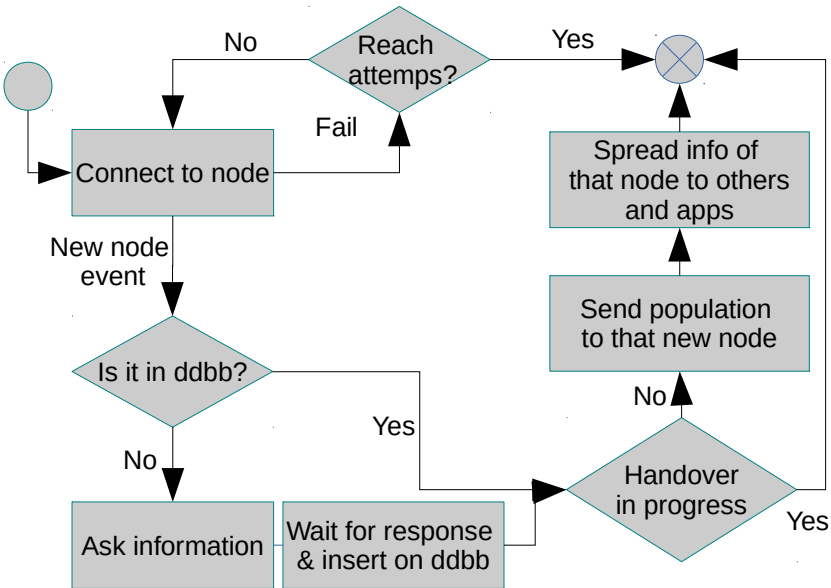 No
Reach
attemps?
Yes
Fail
Connect to node
Spread info of
that node to others
and apps
New node
event
Send population
to that new node
Is it in ddbb?
Yes
No
No
Handover
in progress
Yes
Ask information
Wait for response
& insert on ddbb